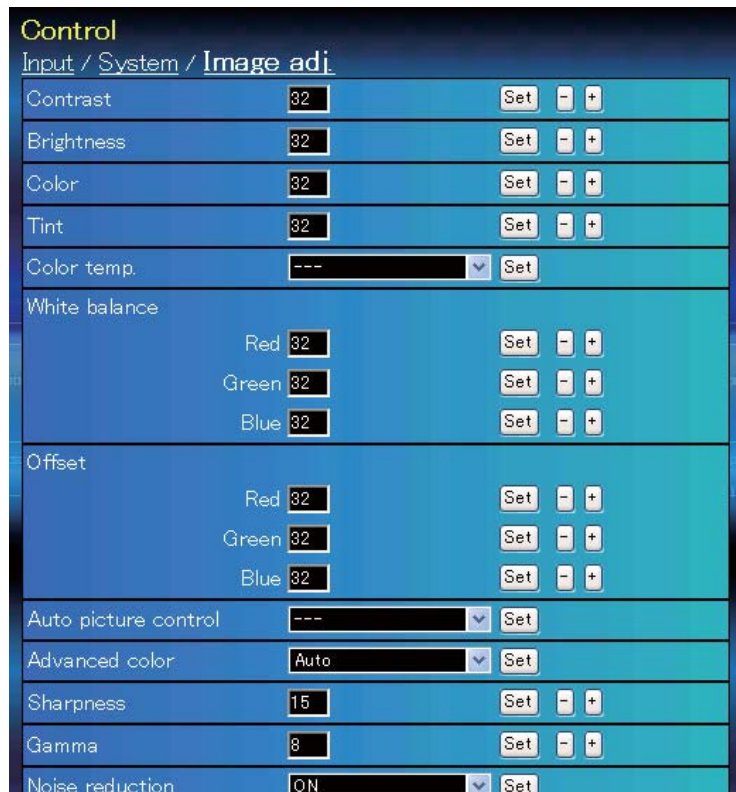 Control
Input / System / Image adj.
Contrast 32 Set - +
Brightness 32 Set - +
Color 32 Set - +
Tint 32 Set - +
Color temp. --- Set
White balance
Red 32 Set - +
Green 32 Set - +
Blue 32 Set - +
Offset
Red 32 Set - +
Green 32 Set - +
Blue 32 Set - +
Auto picture control --- Set
Advanced color Auto Set
Sharpness 15 Set - +
Gamma 8 Set - +
Noise reduction ON Set